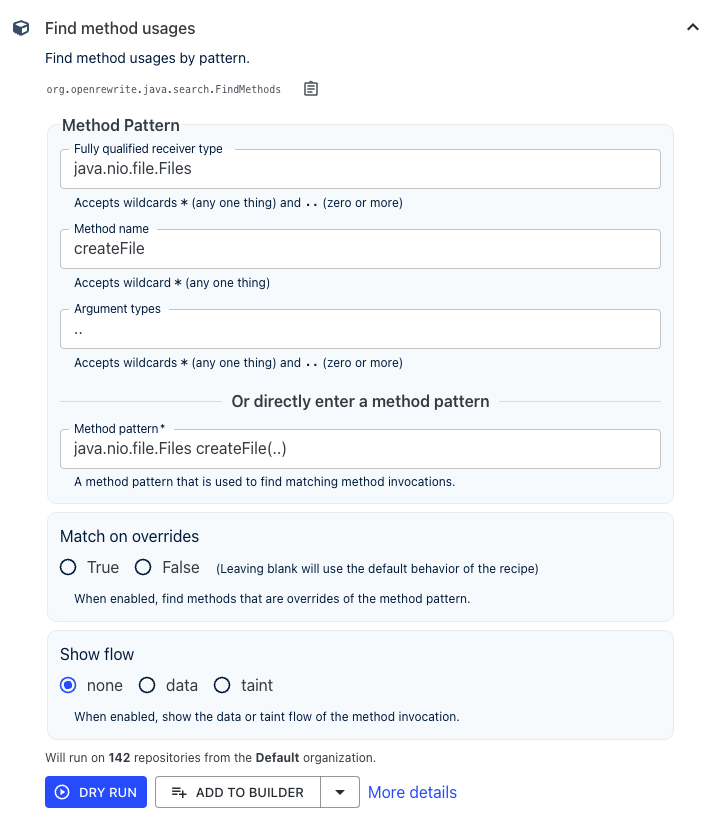 Find method usages
Find method usages by pattern.
org.openrewrite.java.search.FindMethods
Method Pattern
Fully qualified receiver type
java.nio.file.Files
Accepts wildcards * (any one thing) and .. (zero or more)
Method name
createFile
Accepts wildcard * (any one thing)
Argument types
..
Accepts wildcards * (any one thing) and .. (zero or more)
Or directly enter a method pattern
Method pattern*
java.nio.file.Files createFile(..)
A method pattern that is used to find matching method invocations.
Match on overrides
True False (Leaving blank will use the default behavior of the recipe)
When enabled, find methods that are overrides of the method pattern.
Show flow
none data taint
When enabled, show the data or taint flow of the method invocation.
Will run on 142 repositories from the Default organization.
DRY RUN ADD TO BUILDER More details